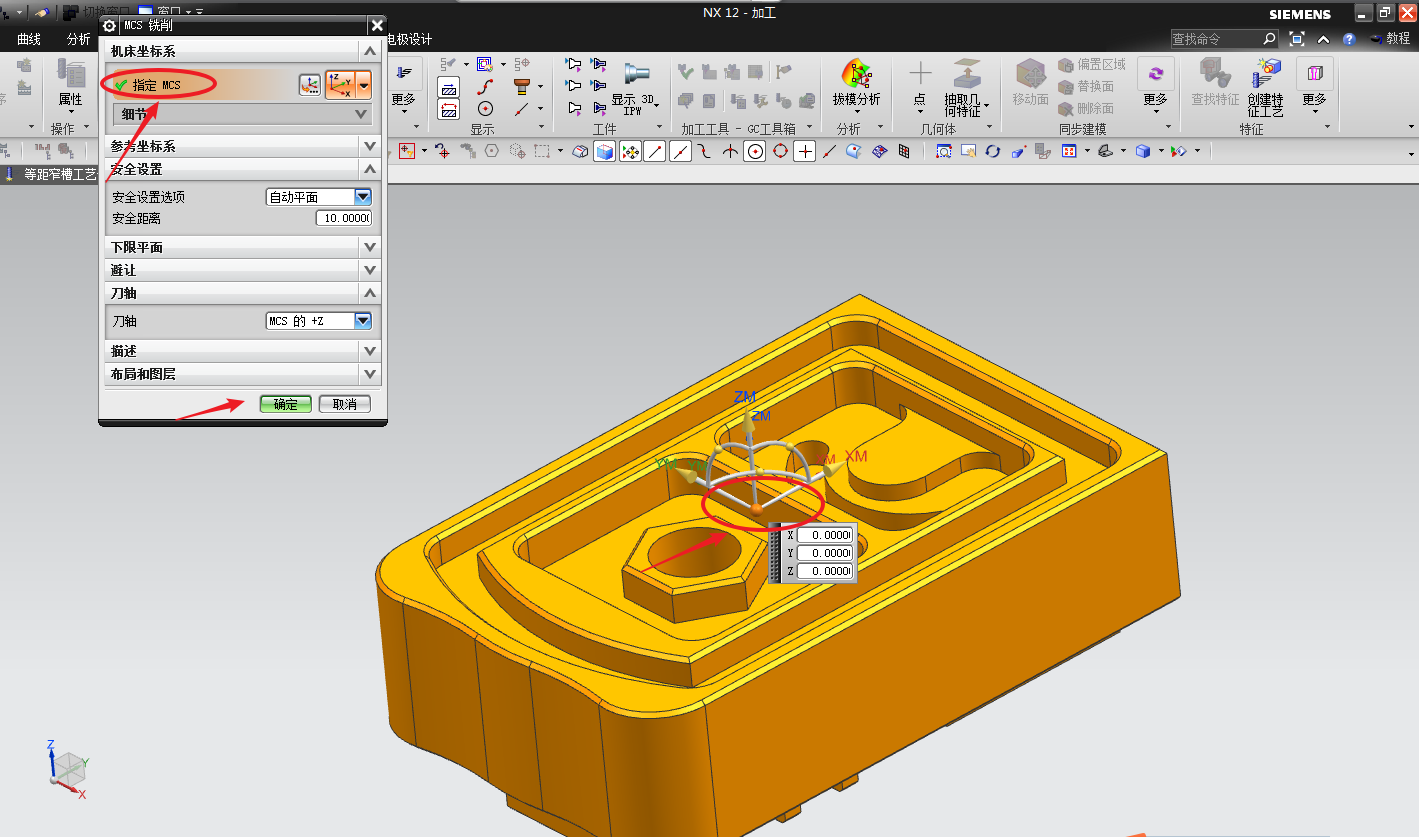 切换窗口 窗口
NX 12 - 加工
SIEMENS
MCS 铣削
曲线 分析
电极设计
查找命令
教程
机床坐标系
指定 MCS
细节
参考坐标系
安全设置
安全设置选项 自动平面
安全距离 10.0000
下限平面
避让
刀轴
刀轴 MCS 的 +Z
描述
布局和图层
确定 取消
属性
操作
更多
显示
显示 3D
IPW
工件
加工工具 - GC工具箱
拔模分析
分析
点
抽取几
何特征
几何体
移动面
偏置区域
替换面
删除面
更多
同步建模
查找特征
创建特
征工艺
更多
特征
等距窄槽工艺
ZM
ZM
YM YM
XM XM
X 0.0000
Y 0.0000
Z 0.0000
Z
Y
X